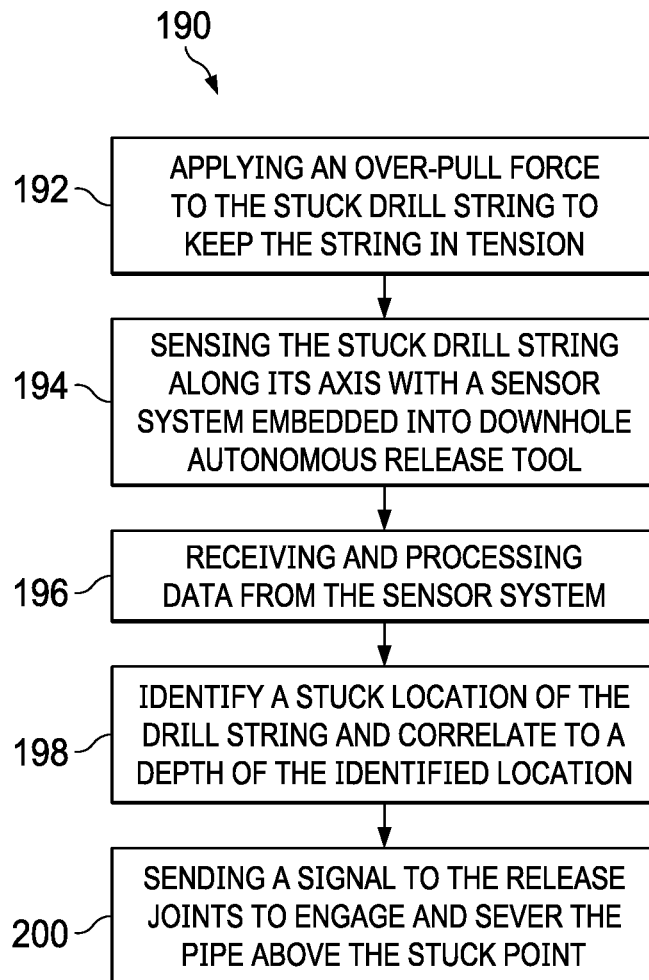 190
192
APPLYING AN OVER-PULL FORCE
TO THE STUCK DRILL STRING TO
KEEP THE STRING IN TENSION
194
SENSING THE STUCK DRILL STRING
ALONG ITS AXIS WITH A SENSOR
SYSTEM EMBEDDED INTO DOWNHOLE
AUTONOMOUS RELEASE TOOL
196
RECEIVING AND PROCESSING
DATA FROM THE SENSOR SYSTEM
198
IDENTIFY A STUCK LOCATION OF THE
DRILL STRING AND CORRELATE TO A
DEPTH OF THE IDENTIFIED LOCATION
200
SENDING A SIGNAL TO THE RELEASE
JOINTS TO ENGAGE AND SEVER THE
PIPE ABOVE THE STUCK POINT